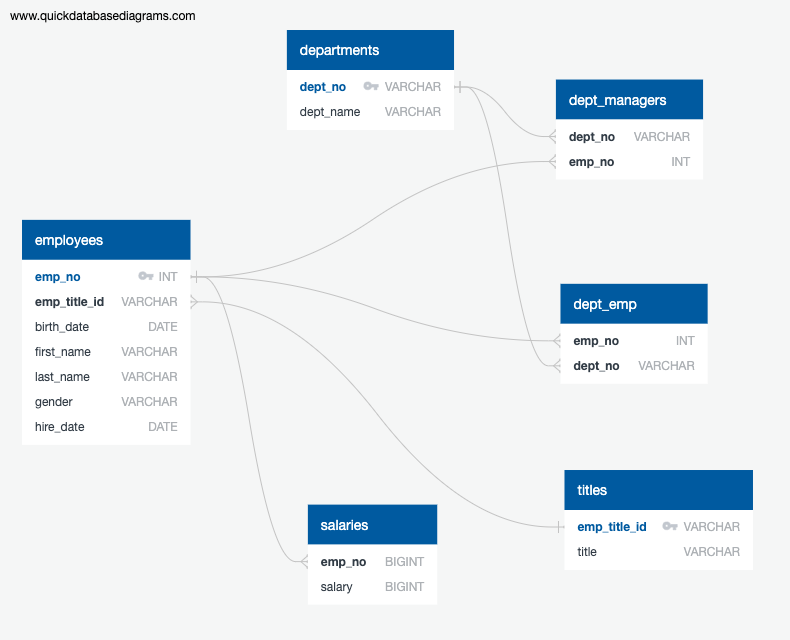 www.quickdatabasediagrams.com
departments
dept_no VARCHAR
dept_name VARCHAR
dept_managers
dept_no VARCHAR
emp_no INT
employees
emp_no INT
emp_title_id VARCHAR
birth_date DATE
first_name VARCHAR
last_name VARCHAR
gender VARCHAR
hire_date DATE
dept_emp
emp_no INT
dept_no VARCHAR
salaries
emp_no BIGINT
salary BIGINT
titles
emp_title_id VARCHAR
title VARCHAR